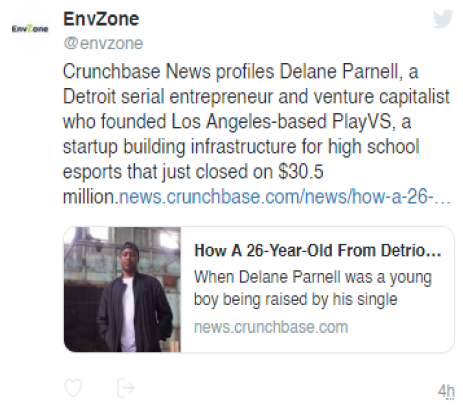 EnvZone
EnvZone
@envzone
Crunchbase News profiles Delane Parnell, a
Detroit serial entrepreneur and venture capitalist
who founded Los Angeles-based PlayVS, a
startup building infrastructure for high school
esports that just closed on $30.5
million.news.crunchbase.com/news/how-a-26-…
How A 26-Year-Old From Detrio...
When Delane Parnell was a young
boy being raised by his single
news.crunchbase.com
4h